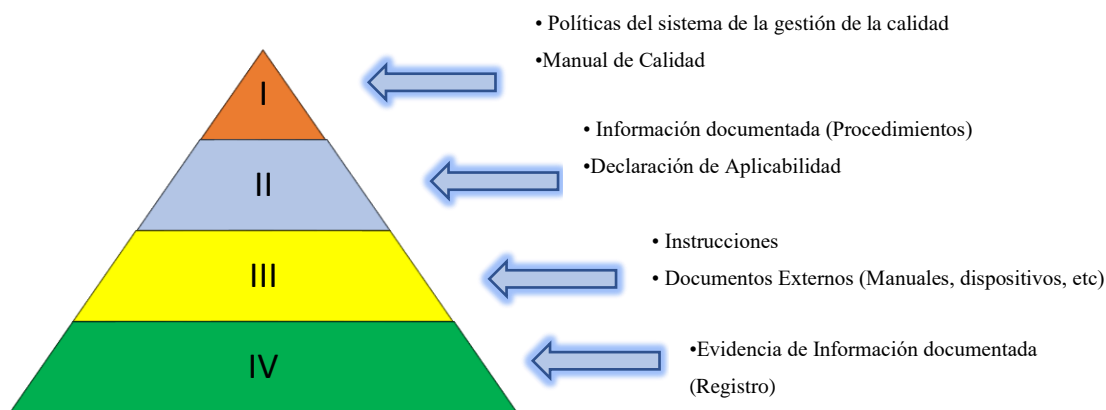 • Políticas del sistema de la gestión de la calidad
•Manual de Calidad
I
• Información documentada (Procedimientos)
•Declaración de Aplicabilidad
II
• Instrucciones
• Documentos Externos (Manuales, dispositivos, etc)
III
•Evidencia de Información documentada
(Registro)
IV